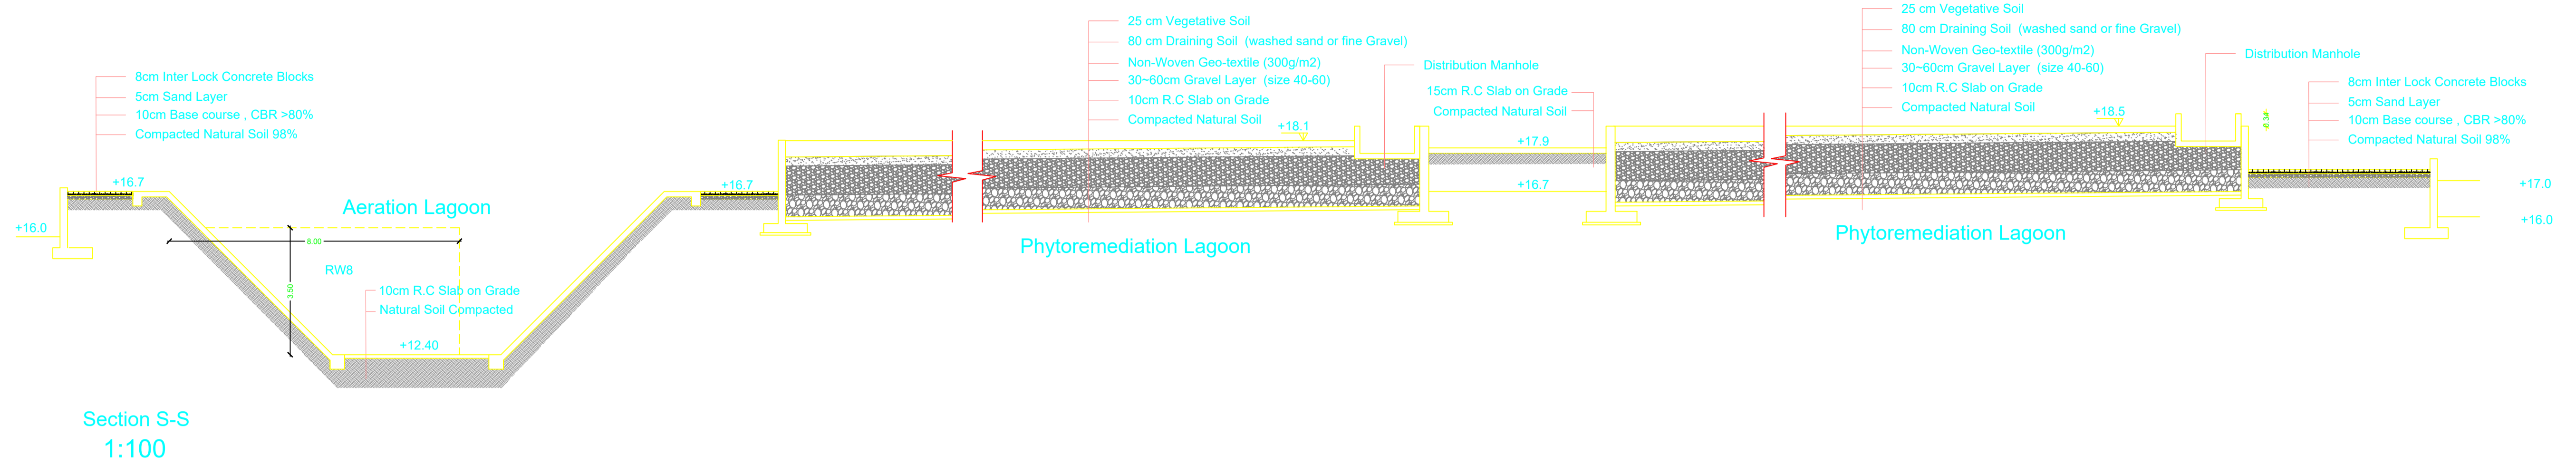 8cm Inter Lock Concrete Blocks
5cm Sand Layer
10cm Base course , CBR >80%
Compacted Natural Soil 98%
+16.7
+16.0
Aeration Lagoon
8.00
3.50
RW8
10cm R.C Slab on Grade
Natural Soil Compacted
+12.40
+16.7
25 cm Vegetative Soil
80 cm Draining Soil (washed sand or fine Gravel)
Non-Woven Geo-textile (300g/m2)
30~60cm Gravel Layer (size 40-60)
10cm R.C Slab on Grade
Compacted Natural Soil
+18.1
Distribution Manhole
15cm R.C Slab on Grade
Compacted Natural Soil
+17.9
+16.7
Phytoremediation Lagoon
25 cm Vegetative Soil
80 cm Draining Soil (washed sand or fine Gravel)
Non-Woven Geo-textile (300g/m2)
30~60cm Gravel Layer (size 40-60)
10cm R.C Slab on Grade
Compacted Natural Soil
+18.5
Distribution Manhole
0.34
8cm Inter Lock Concrete Blocks
5cm Sand Layer
10cm Base course , CBR >80%
Compacted Natural Soil 98%
+17.0
+16.0
Phytoremediation Lagoon
Section S-S
1:100